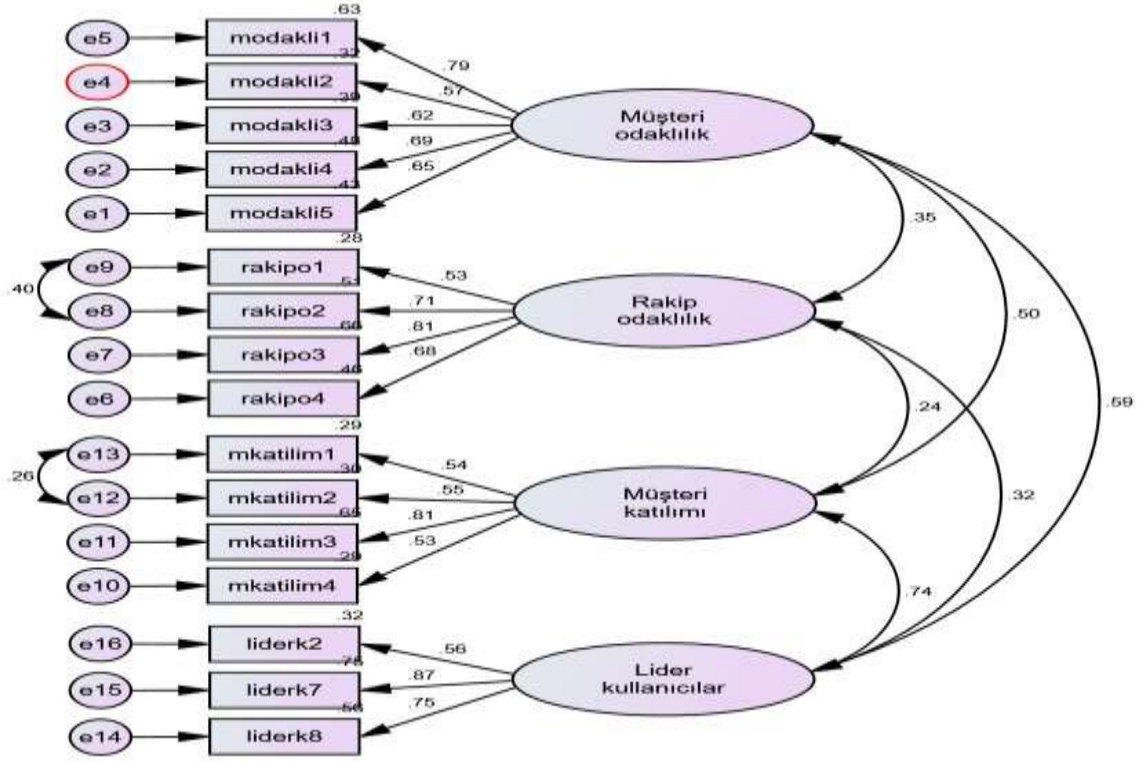 .63
e5 modakli1
.79
.32
e4 modakli2
.57
.39
e3 modakli3
.62
.48
e2 modakli4
.69
.43
e1 modakli5
.65
Müşteri
odaklılık
.35
.28
e9 rakipo1
.53
.40
.51
e8 rakipo2
.71
.66
e7 rakipo3
.81
.46
e6 rakipo4
.68
Rakip
odaklılık
.50
.24
.59
.29
e13 mkatilim1
.54
.26
.30
e12 mkatilim2
.55
.65
e11 mkatilim3
.81
.28
e10 mkatilim4
.53
Müşteri
katılımı
.32
.74
.32
e16 liderk2
.56
.75
e15 liderk7
.87
.56
e14 liderk8
.75
Lider
kullanıcılar